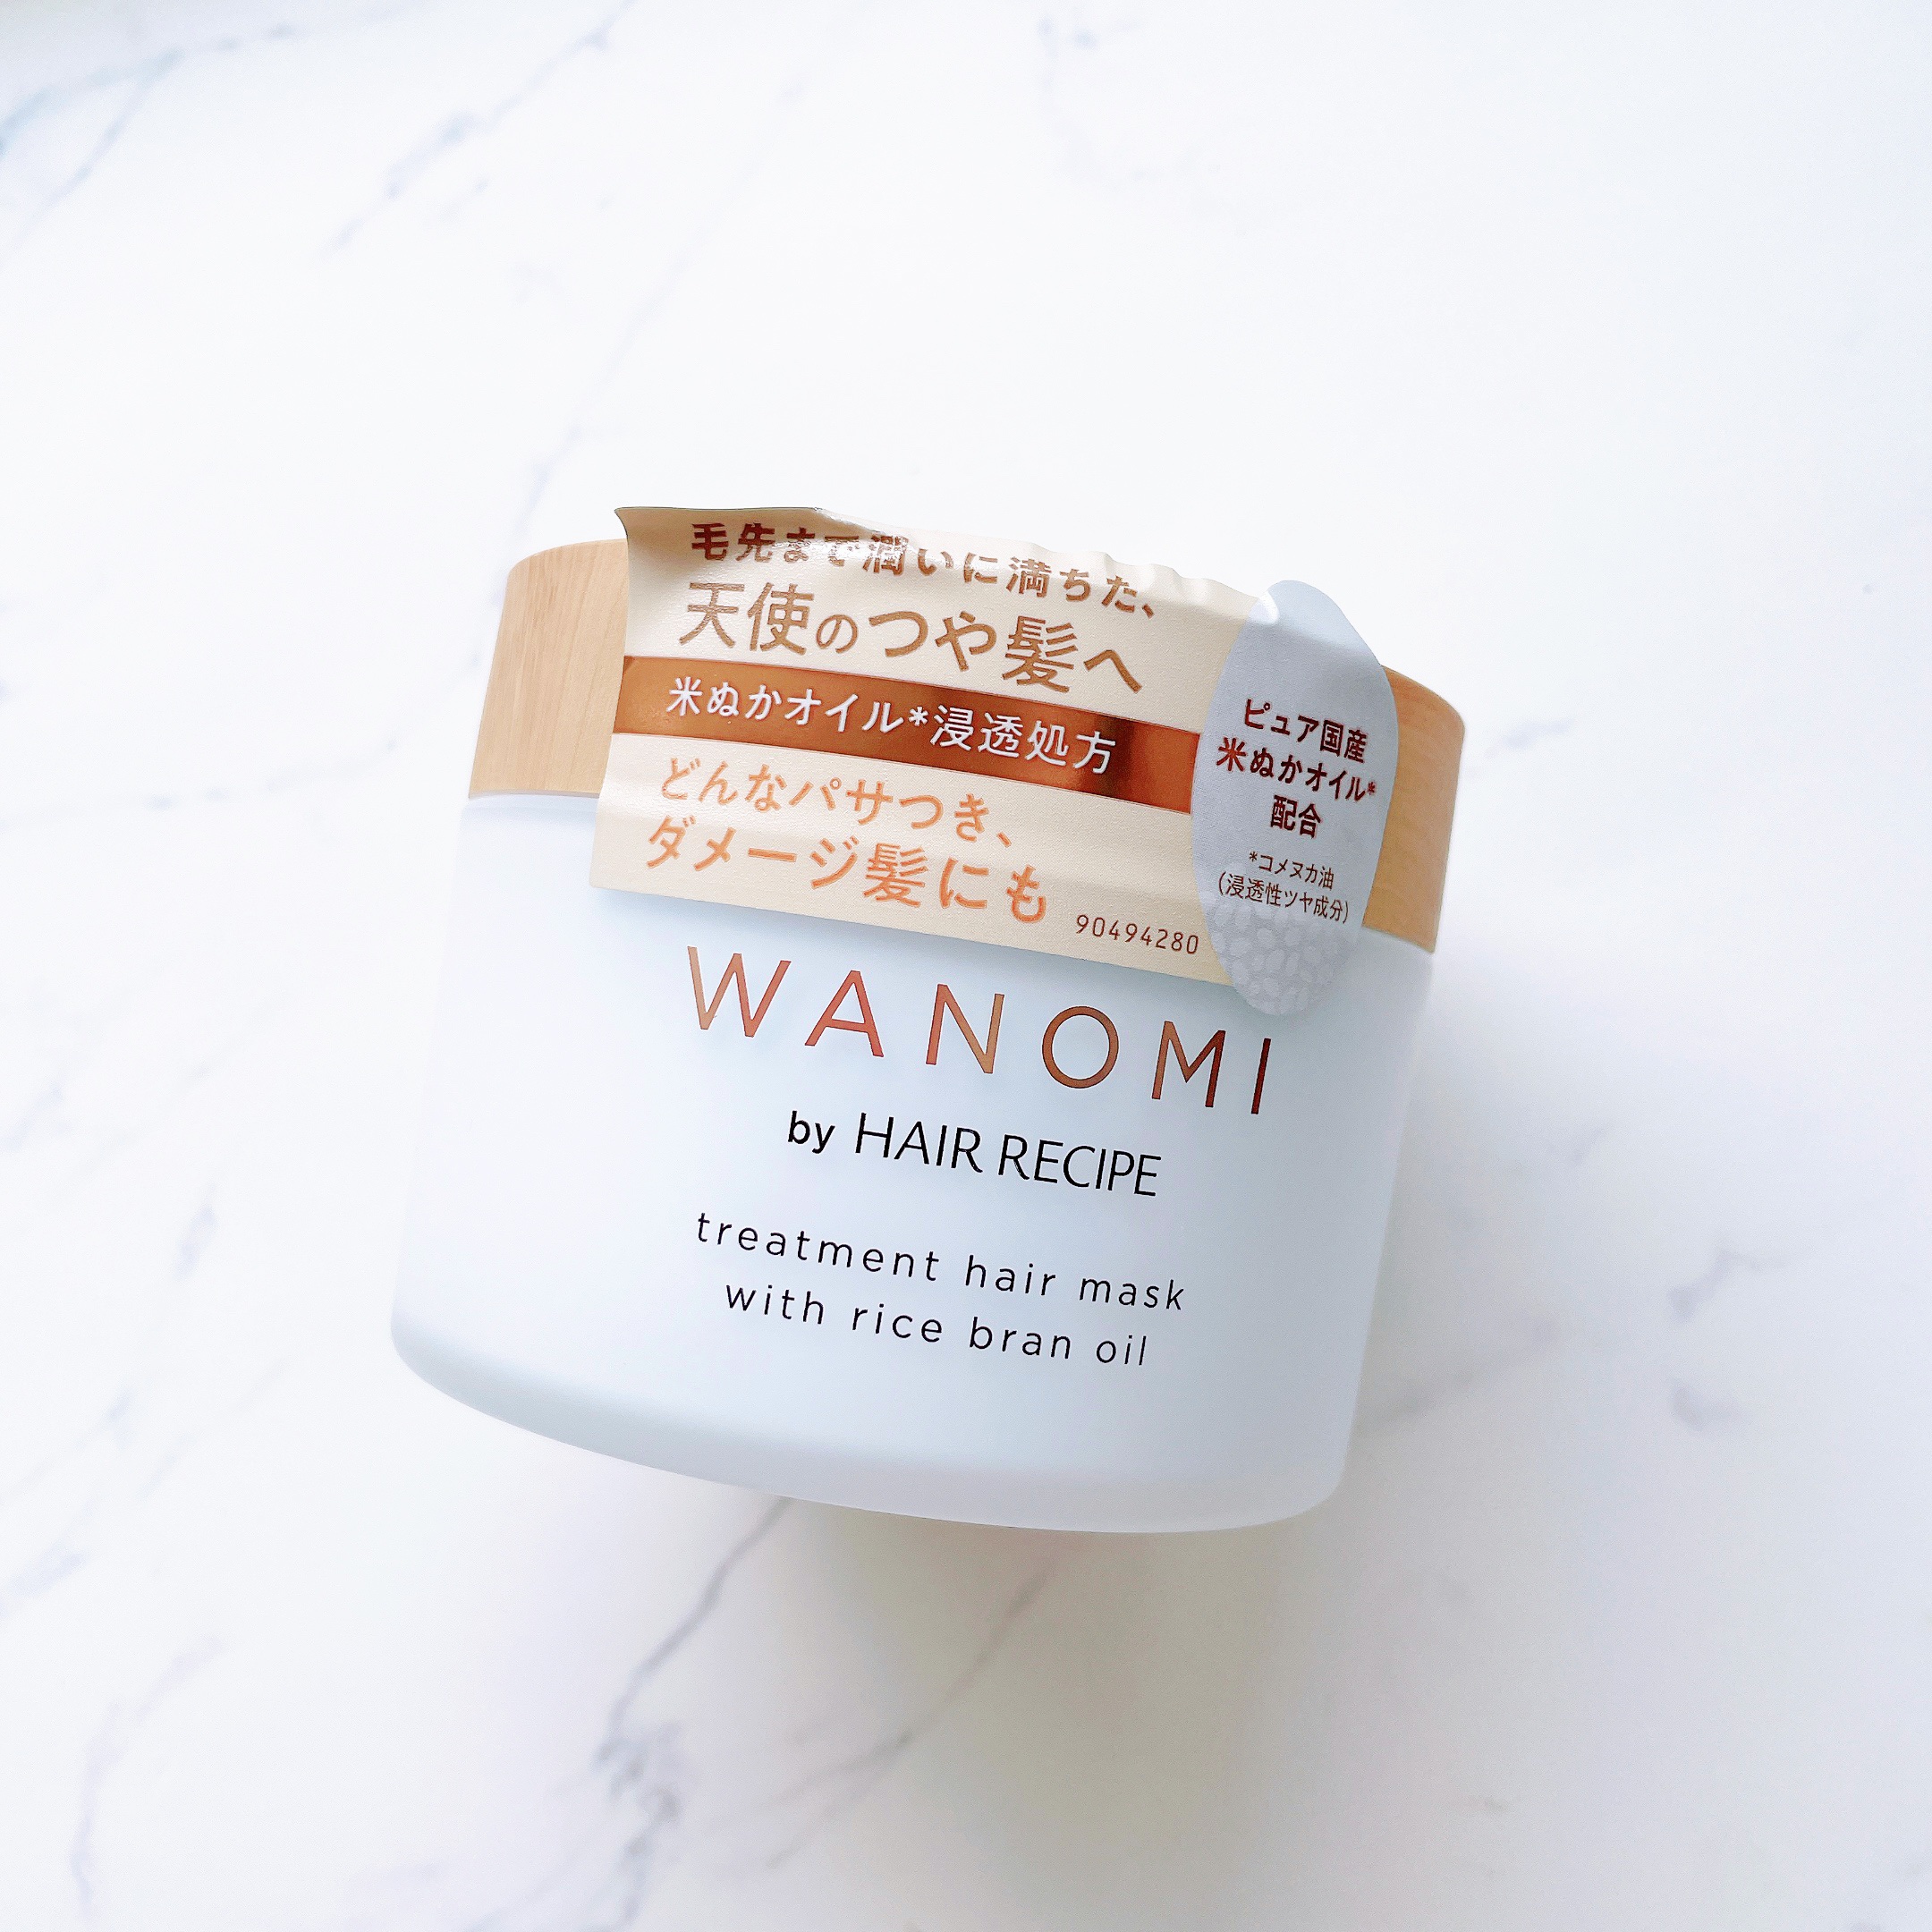 毛先まで潤いに満ちた、
天使のつや髪へ
米ぬかオイル*浸透処方
どんなパサつき、
ダメージ髪にも
90494280
ピュア国産
米ぬかオイル*
配合
*コメヌカ油
(浸透性ツヤ成分)
WANOMI
by HAIR RECIPE
treatment hair mask
with rice bran oil